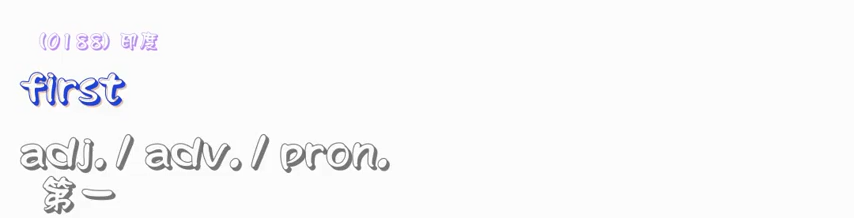 (0188) 印度
first
adj. / adv. / pron.
第一